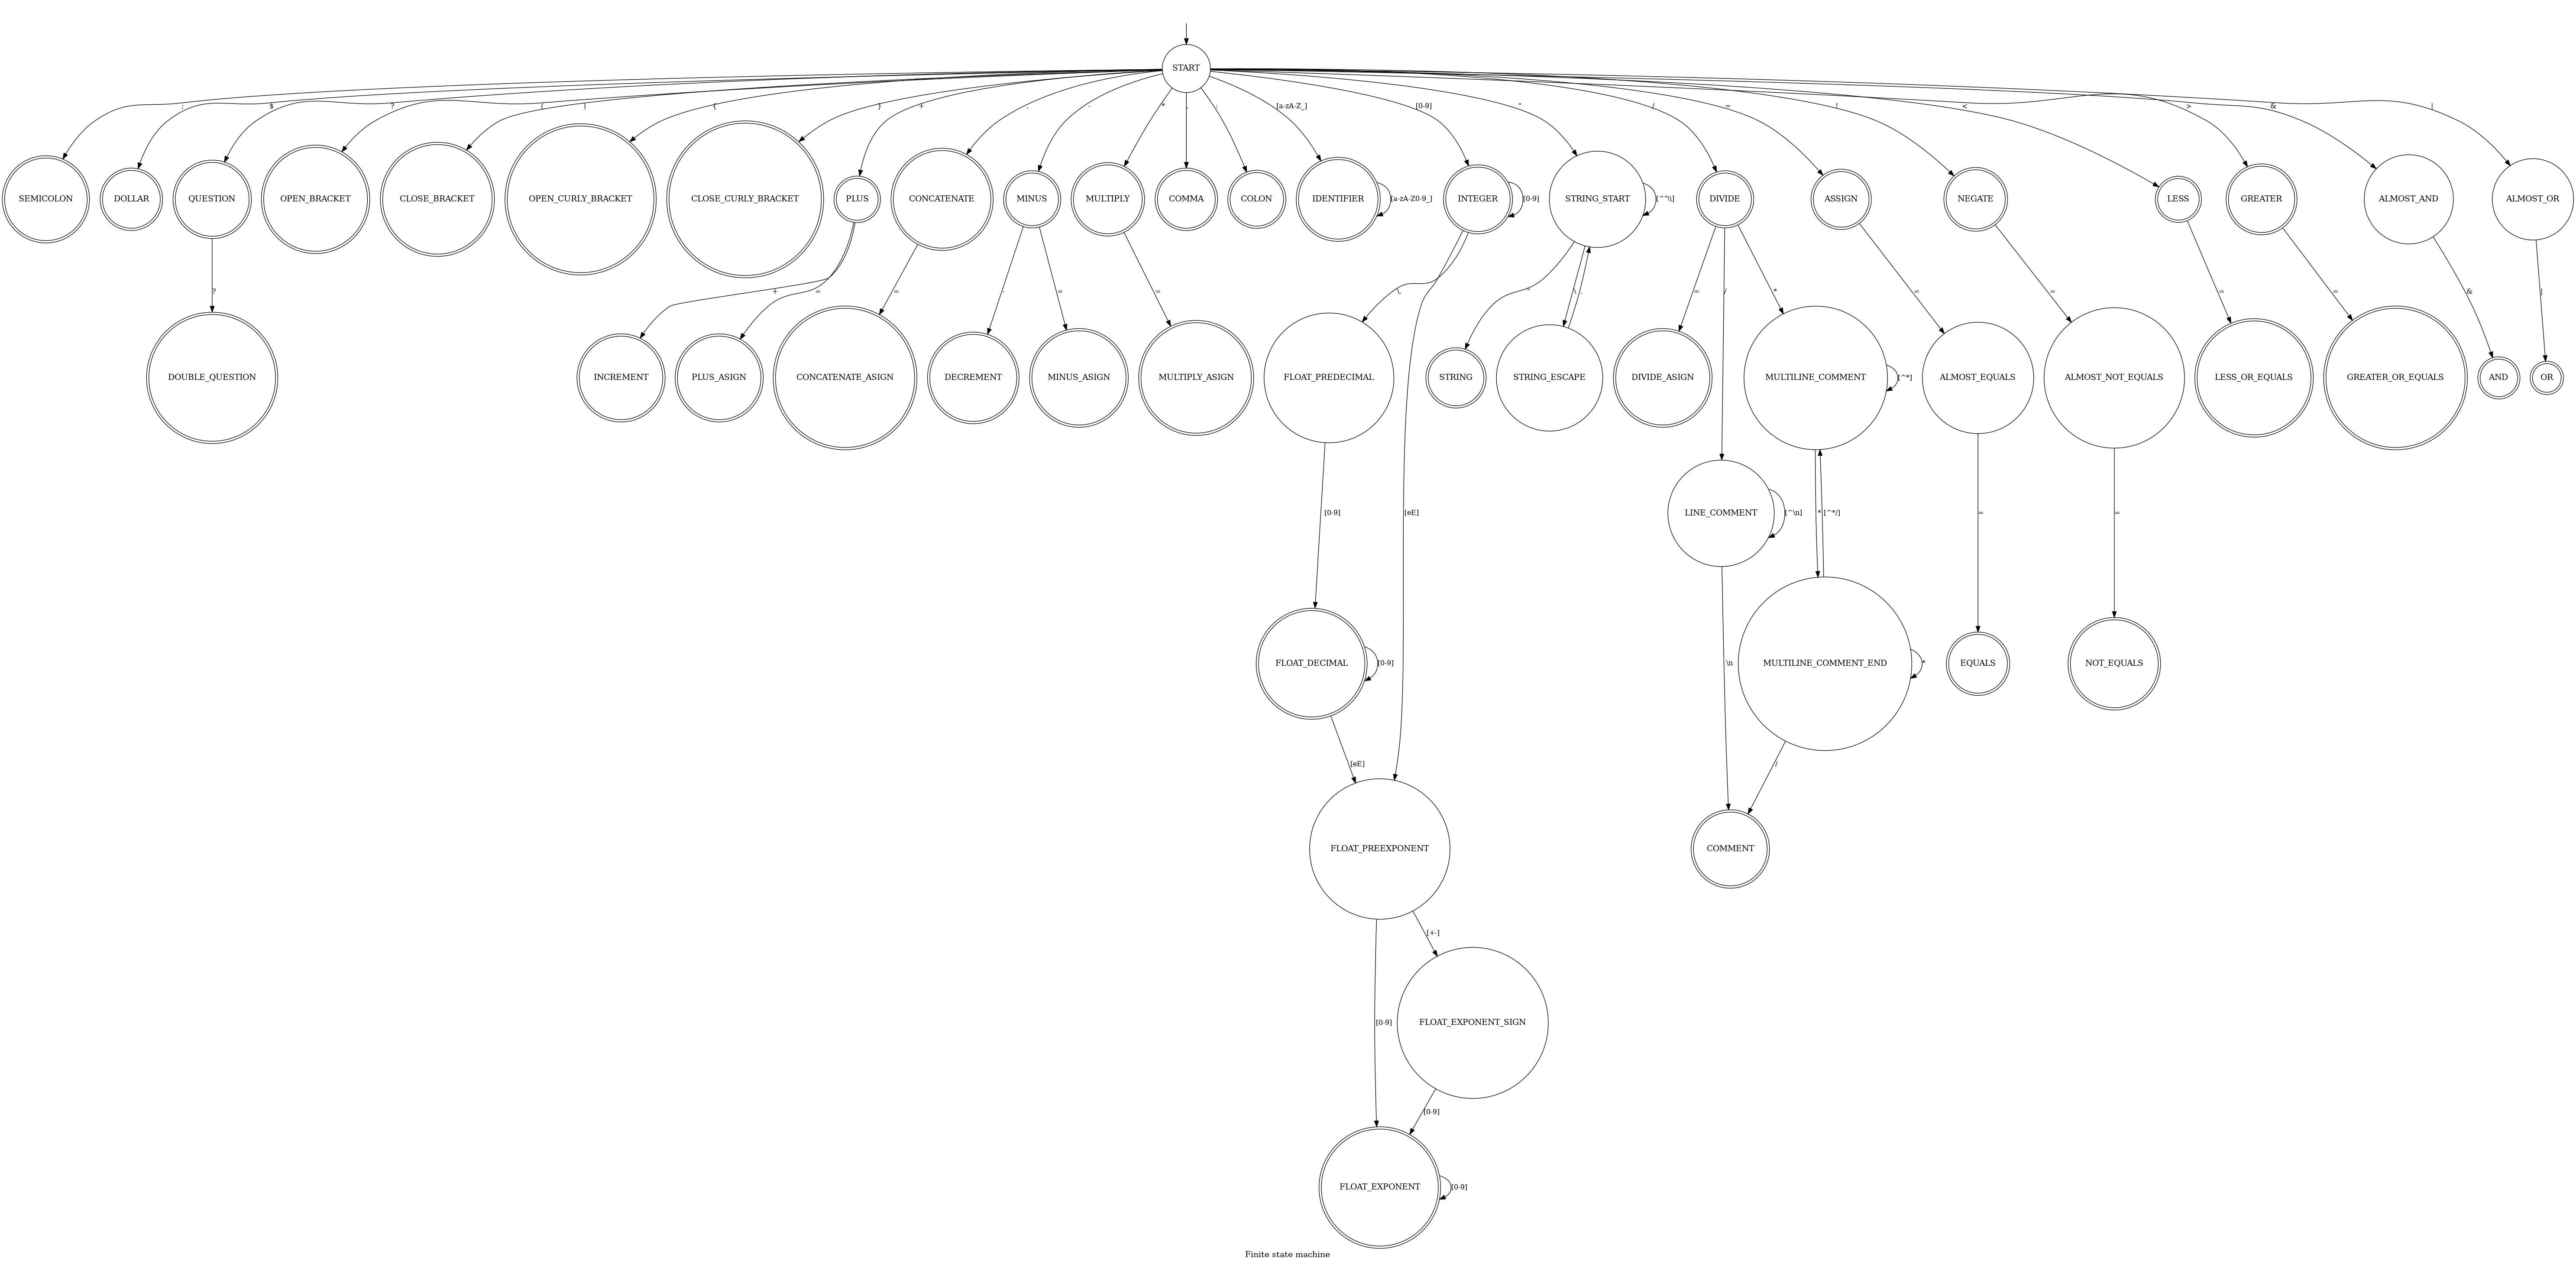 START
;
$
?
(
)
{
}
+
.
-
*
,
:
[a-zA-Z_]
[0-9]
"
/
=
!
<
>
&
|
SEMICOLON
DOLLAR
QUESTION
OPEN_BRACKET
CLOSE_BRACKET
OPEN_CURLY_BRACKET
CLOSE_CURLY_BRACKET
PLUS
CONCATENATE
MINUS
MULTIPLY
COMMA
COLON
IDENTIFIER
[a-zA-Z0-9_]
INTEGER
[0-9]
STRING_START
[^"\\]
DIVIDE
ASSIGN
NEGATE
LESS
GREATER
ALMOST_AND
ALMOST_OR
?
+
=
=
-
=
=
\.
"
\
.
=
/
*
=
=
=
=
&
|
DOUBLE_QUESTION
INCREMENT
PLUS_ASIGN
CONCATENATE_ASIGN
DECREMENT
MINUS_ASIGN
MULTIPLY_ASIGN
FLOAT_PREDECIMAL
STRING
STRING_ESCAPE
DIVIDE_ASIGN
MULTILINE_COMMENT
[^*]
ALMOST_EQUALS
ALMOST_NOT_EQUALS
LESS_OR_EQUALS
GREATER_OR_EQUALS
AND
OR
[0-9]
[eE]
LINE_COMMENT
[^\n]
*
[^*/]
=
=
FLOAT_DECIMAL
[0-9]
\n
MULTILINE_COMMENT_END
*
EQUALS
NOT_EQUALS
[eE]
/
FLOAT_PREEXPONENT
COMMENT
[+-]
[0-9]
FLOAT_EXPONENT_SIGN
[0-9]
FLOAT_EXPONENT
[0-9]
Finite state machine